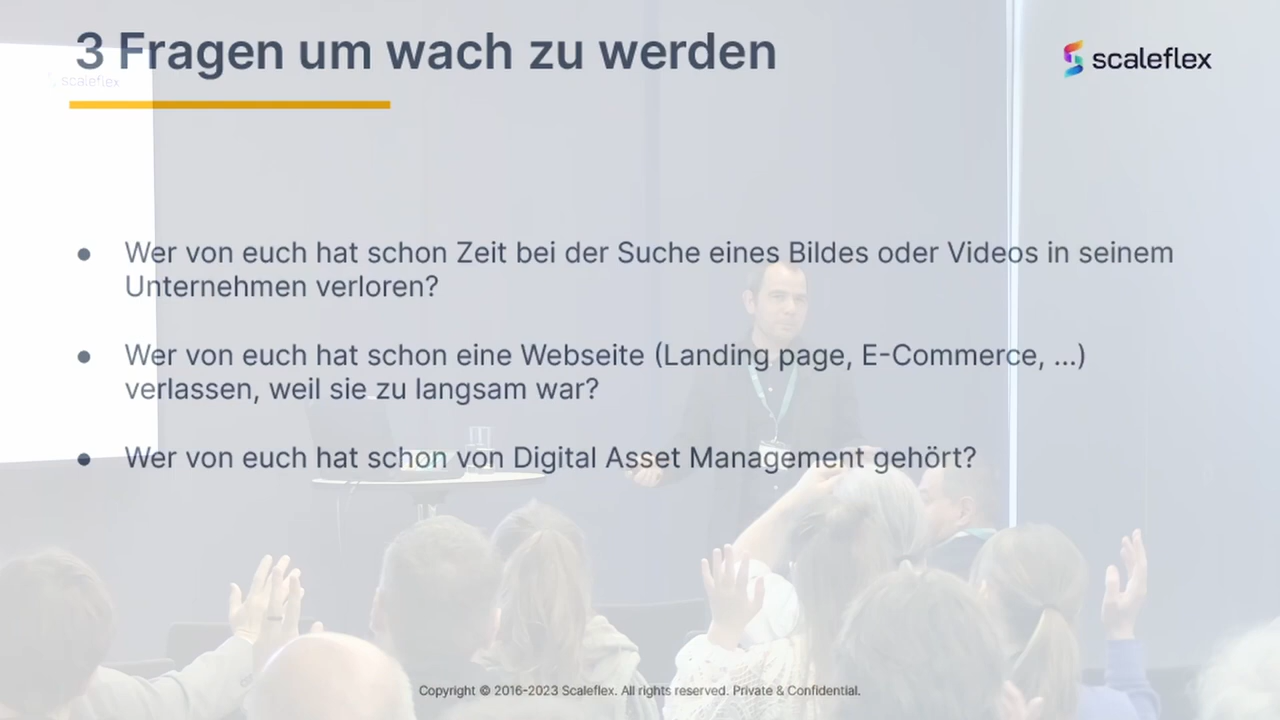 3 Fragen um wach zu werden
scaleflex
scaleflex
Wer von euch hat schon Zeit bei der Suche eines Bildes oder Videos in seinem
Unternehmen verloren?
Wer von euch hat schon eine Webseite (Landing page, E-Commerce, ...)
verlassen, weil sie zu langsam war?
Wer von euch hat schon von Digital Asset Management gehört?
Copyright © 2016-2023 Scaleflex. All rights reserved. Private & Confidential.